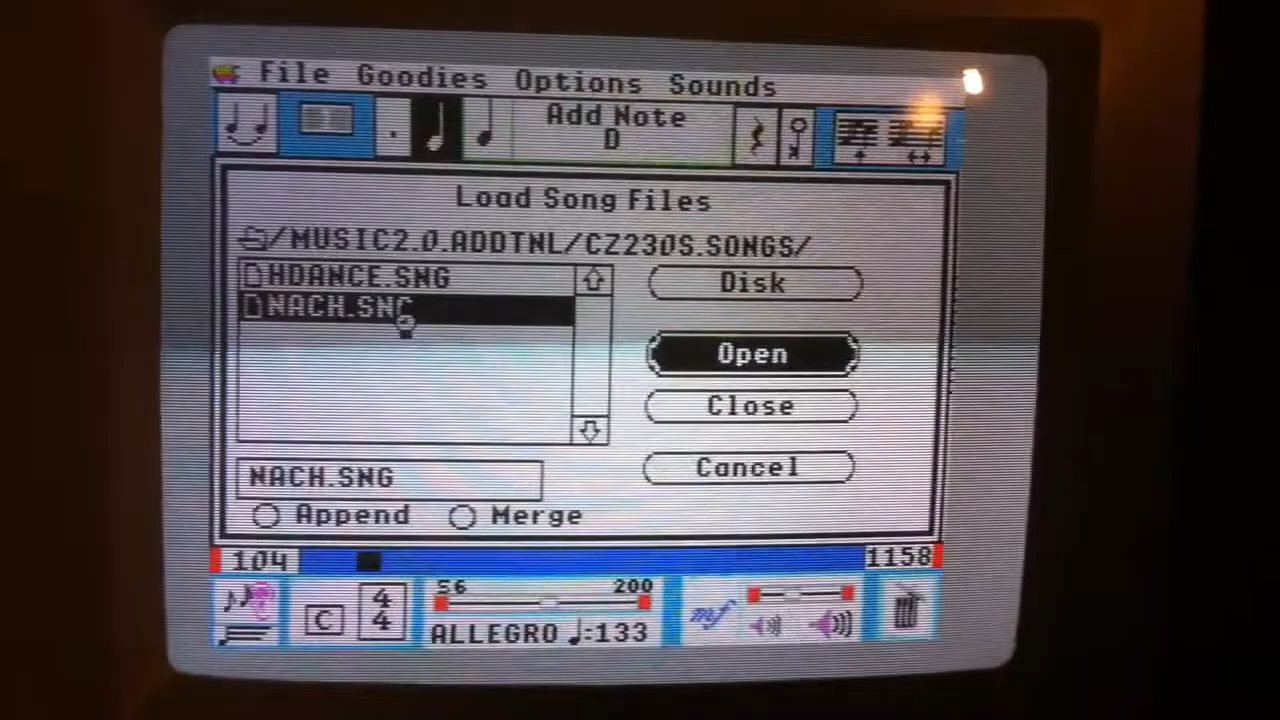 File Goodies Options Sounds
Add Note
D
Load Song Files
/MUSIC2.0.ADDTNL/CZ230S.SONGS/
ADANCE.SNG
NACH.SNG
Disk
Open
Close
Cancel
NACH.SNG
Append Merge
104 1158
56 200
C 4 4
mf
ALLEGRO ♩:133